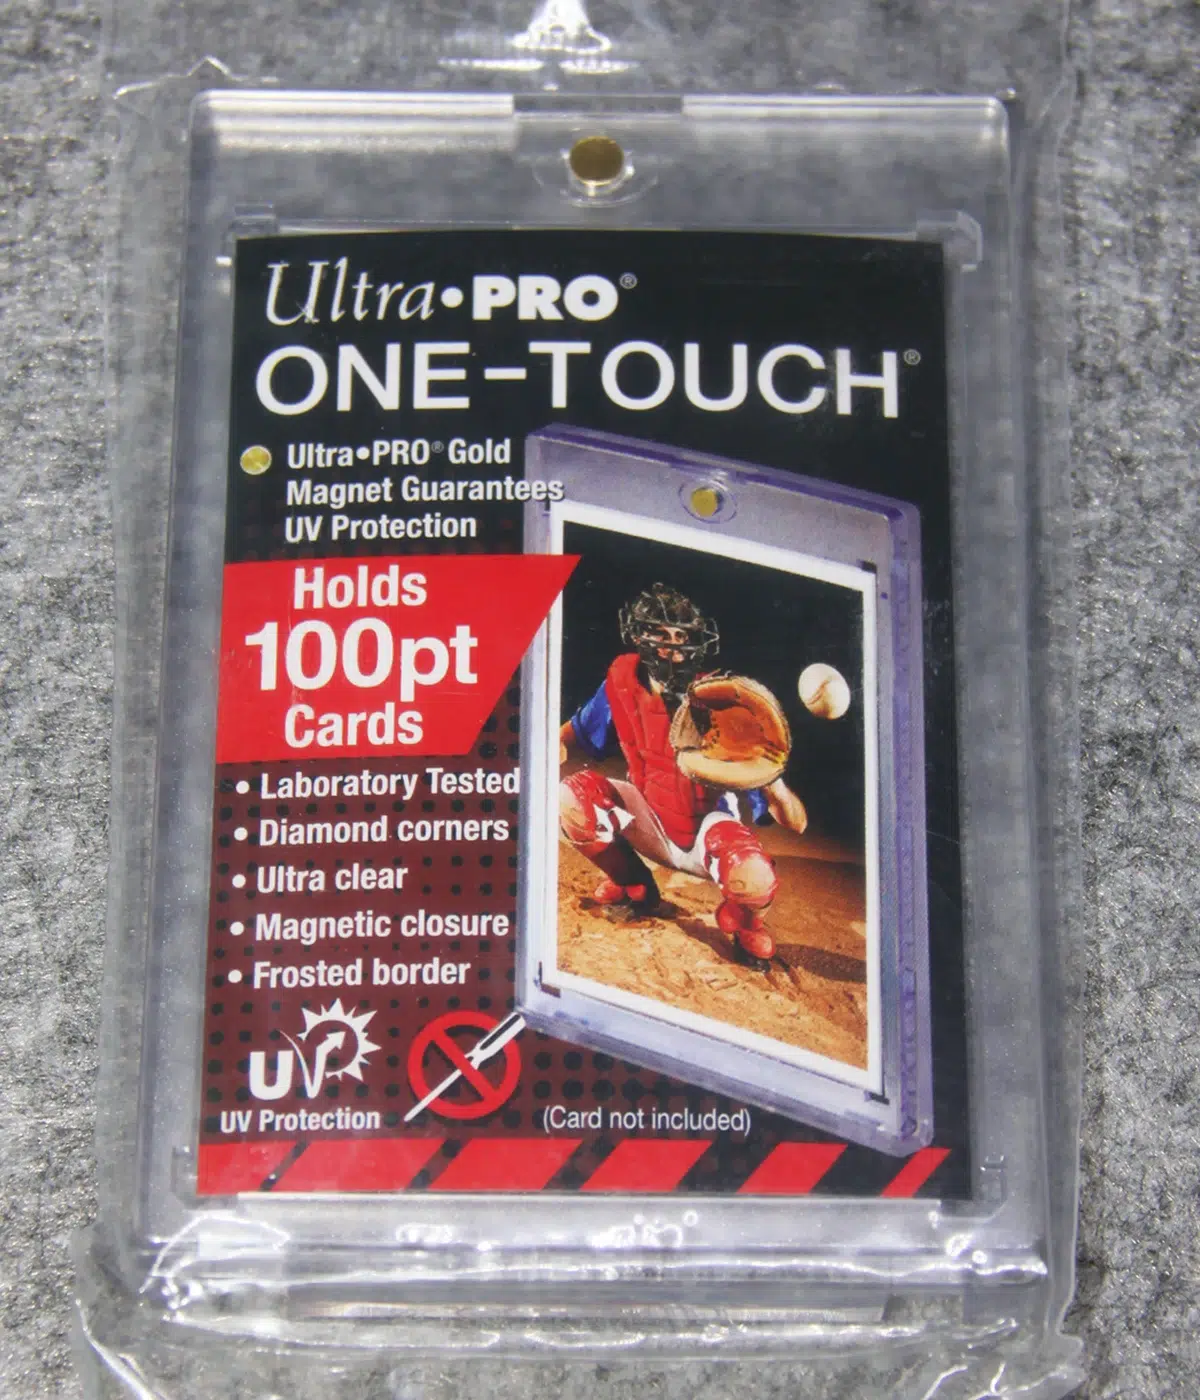 Ultra•PRO®
ONE-TOUCH®
Ultra•PRO® Gold
Magnet Guarantees
UV Protection
Holds
100pt
Cards
• Laboratory Tested
• Diamond corners
• Ultra clear
• Magnetic closure
• Frosted border
UV
UV Protection
(Card not included)